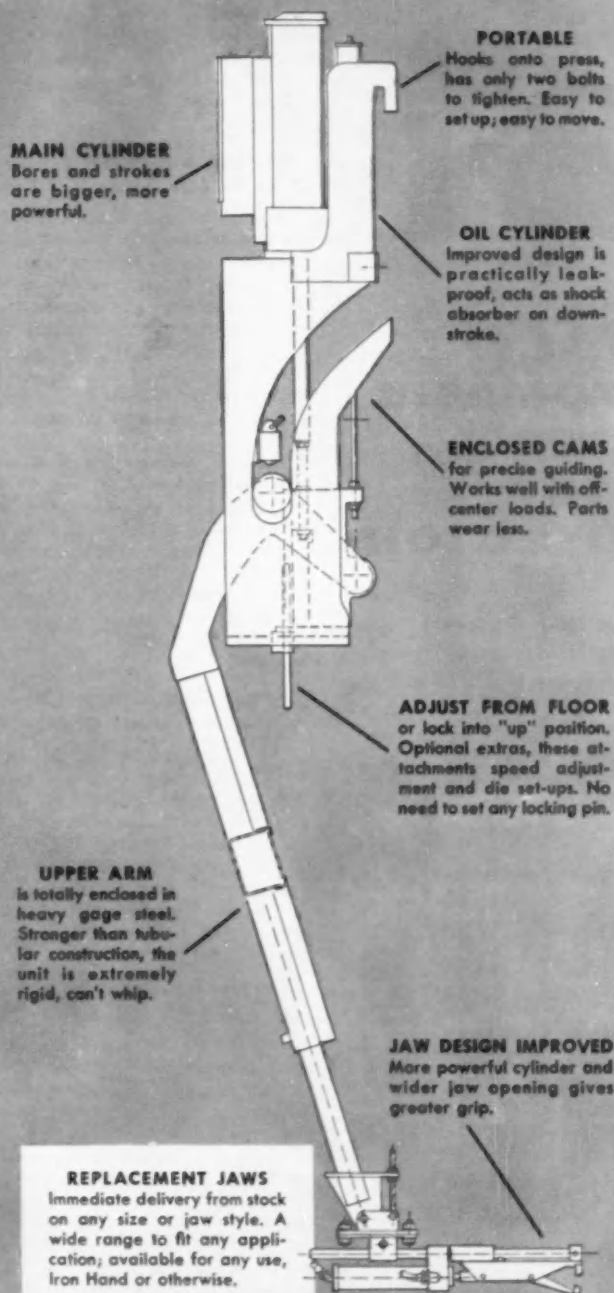 PORTABLE
Hooks onto press,
has only two bolts
to tighten. Easy to
set up; easy to move.
MAIN CYLINDER
Bores and strokes
are bigger, more
powerful.
OIL CYLINDER
Improved design is
practically leak-
proof, acts as shock
absorber on down-
stroke.
ENCLOSED CAMS
for precise guiding.
Works well with off-
center loads. Parts
wear less.
ADJUST FROM FLOOR
or lock into "up" position.
Optional extras, these at-
tachments speed adjust-
ment and die set-ups. No
need to set any locking pin.
UPPER ARM
is totally enclosed in
heavy gage steel.
Stronger than tubu-
lar construction, the
unit is extremely
rigid, can't whip.
JAW DESIGN IMPROVED
More powerful cylinder and
wider jaw opening gives
greater grip.
REPLACEMENT JAWS
Immediate delivery from stock
on any size or jaw style. A
wide range to fit any appli-
cation; available for any use,
Iron Hand or otherwise.